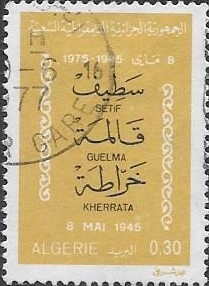 الجمهورية الجزائرية الديمقراطية الشعبية
1975-1945 ماي 8
سطيف
SETIF
قالمة
GUELMA
خراطة
KHERRATA
8 MAI 1945
ALGERIE البريد 0,30